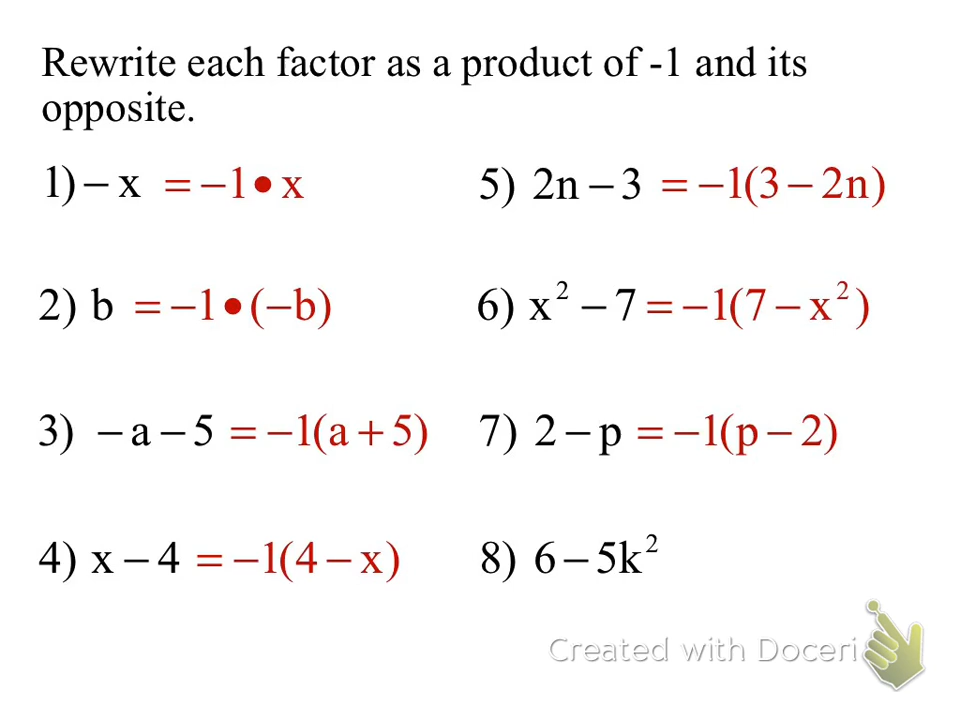 Rewrite each factor as a product of -1 and its
opposite.
1) − x = −1 • x
2) b = −1 • (−b)
3) − a − 5 = −1(a + 5)
4) x − 4 = −1(4 − x)
5) 2n − 3 = −1(3 − 2n)
6) x² − 7 = −1(7 − x²)
7) 2 − p = −1(p − 2)
8) 6 − 5k²
Created with Doceri